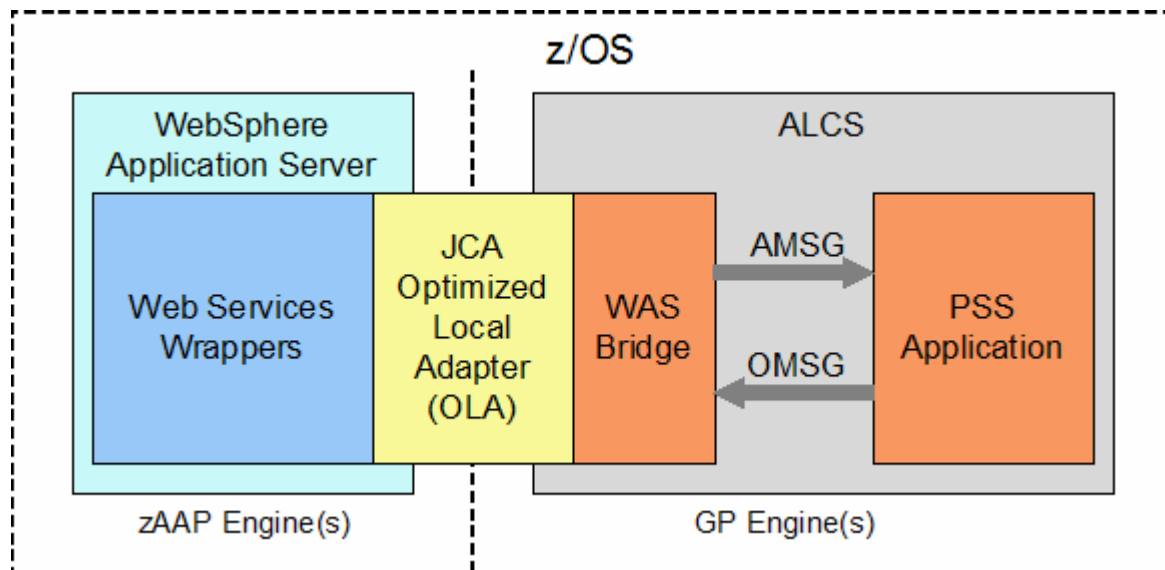 z/OS
WebSphere
Application Server
ALCS
Web Services
Wrappers
JCA
Optimized
Local
Adapter
(OLA)
WAS
Bridge
AMSG
OMSG
PSS
Application
zAAP Engine(s)
GP Engine(s)